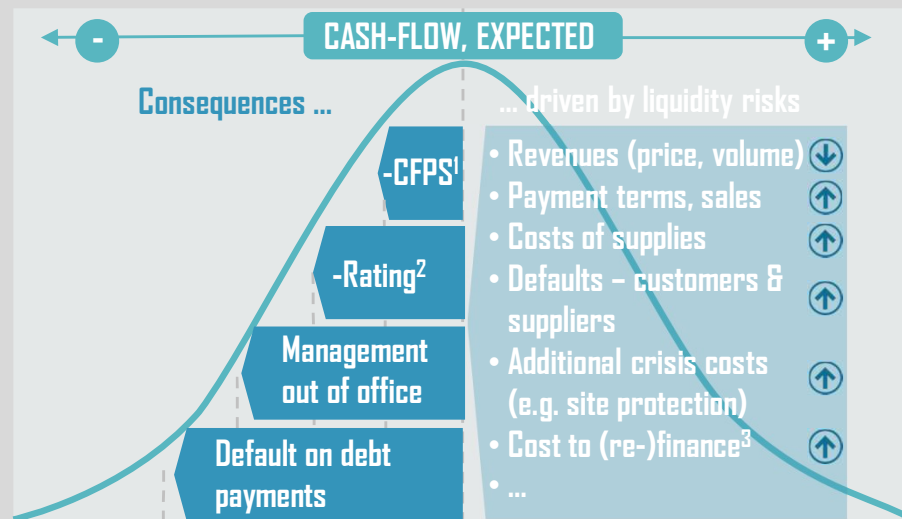 -
CASH-FLOW, EXPECTED
+
Consequences ...
... driven by liquidity risks
-CFPS¹
-Rating²
Management
out of office
Default on debt
payments
• Revenues (price, volume)
• Payment terms, sales
• Costs of supplies
• Defaults – customers &
suppliers
• Additional crisis costs
(e.g. site protection)
• Cost to (re-)finance³
• ...